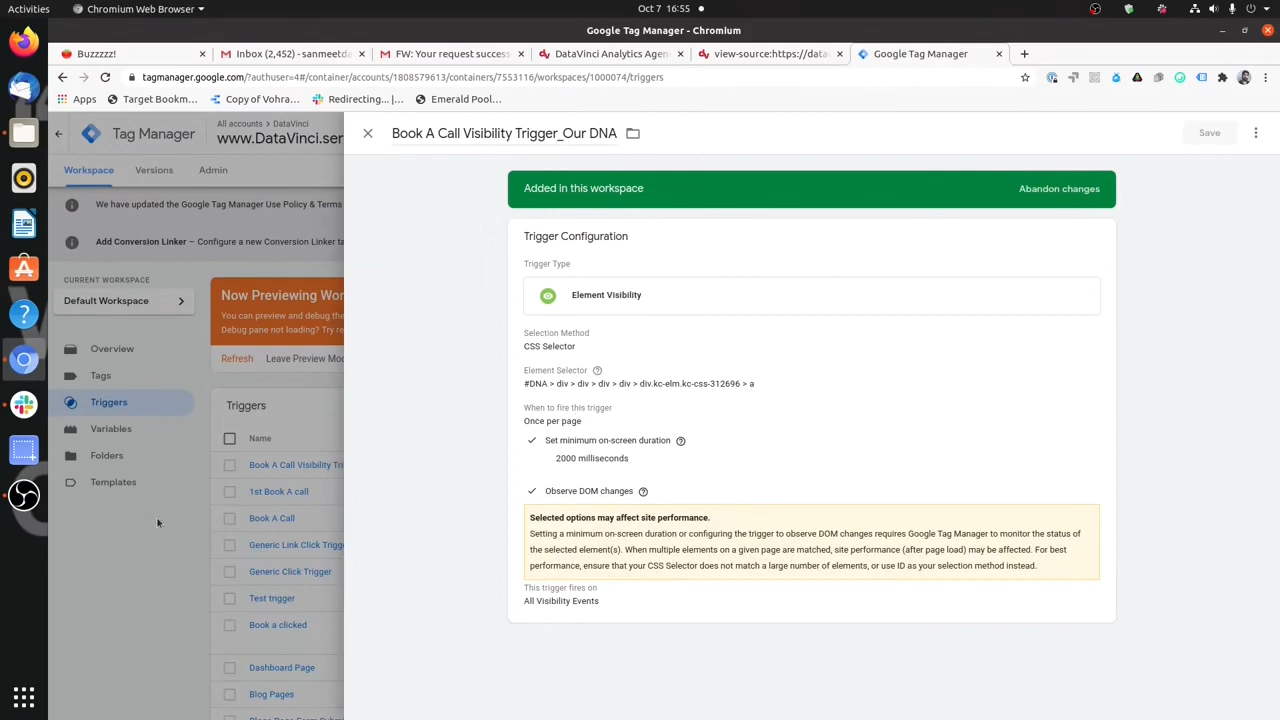 Activities
Chromium Web Browser
Oct 7 16:55
Google Tag Manager - Chromium
Buzzzzz!
Inbox (2,452) - sanmeetda
FW: Your request success
DataVinci Analytics Agen
view-source:https://data
Google Tag Manager
tagmanager.google.com/?authuser=4#/container/accounts/1808579613/containers/7553116/workspaces/1000074/triggers
Apps
Target Bookm...
Copy of Vohra...
Redirecting... |...
Emerald Pool...
Tag Manager
All accounts > DataVinci
www.DataVinci.ser
Book A Call Visibility Trigger_Our DNA
Save
Workspace
Versions
Admin
We have updated the Google Tag Manager Use Policy & Terms
Add Conversion Linker – Configure a new Conversion Linker ta
CURRENT WORKSPACE
Default Workspace
Now Previewing Wor
You can preview and debug the
Debug pane not loading? Try re
Refresh
Leave Preview Mod
Overview
Tags
Triggers
Variables
Folders
Templates
Triggers
Name
Book A Call Visibility Tri
1st Book A call
Book A Call
Generic Link Click Trigge
Generic Click Trigger
Test trigger
Book a clicked
Dashboard Page
Blog Pages
Added in this workspace
Abandon changes
Trigger Configuration
Trigger Type
Element Visibility
Selection Method
CSS Selector
Element Selector
#DNA > div > div > div > div > div.kc-elm.kc-css-312696 > a
When to fire this trigger
Once per page
Set minimum on-screen duration
2000 milliseconds
Observe DOM changes
Selected options may affect site performance.
Setting a minimum on-screen duration or configuring the trigger to observe DOM changes requires Google Tag Manager to monitor the status of
the selected element(s). When multiple elements on a given page are matched, site performance (after page load) may be affected. For best
performance, ensure that your CSS Selector does not match a large number of elements, or use ID as your selection method instead.
This trigger fires on
All Visibility Events